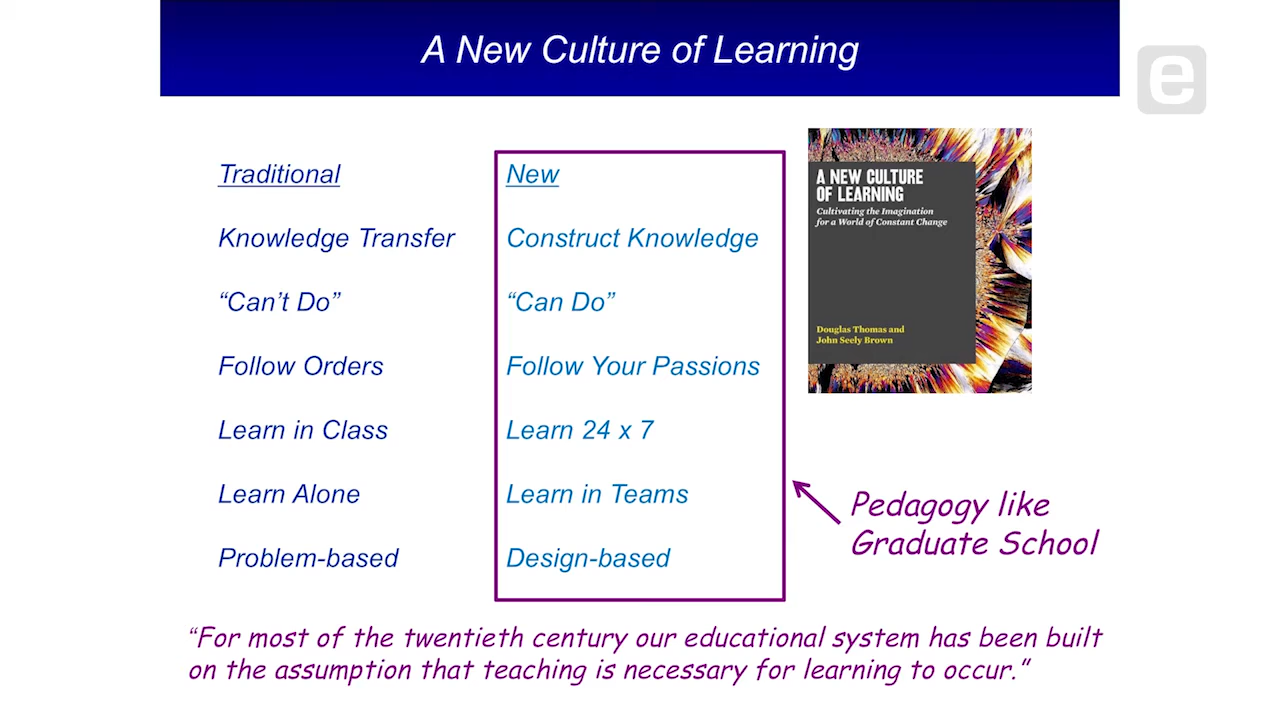 A New Culture of Learning
e
Traditional
New
Knowledge Transfer
Construct Knowledge
“Can’t Do”
“Can Do”
Follow Orders
Follow Your Passions
Learn in Class
Learn 24 x 7
Learn Alone
Learn in Teams
Problem-based
Design-based
A NEW CULTURE
OF LEARNING
Cultivating the Imagination
for a World of Constant Change
Douglas Thomas and
John Seely Brown
Pedagogy like
Graduate School
“For most of the twentieth century our educational system has been built
on the assumption that teaching is necessary for learning to occur.”